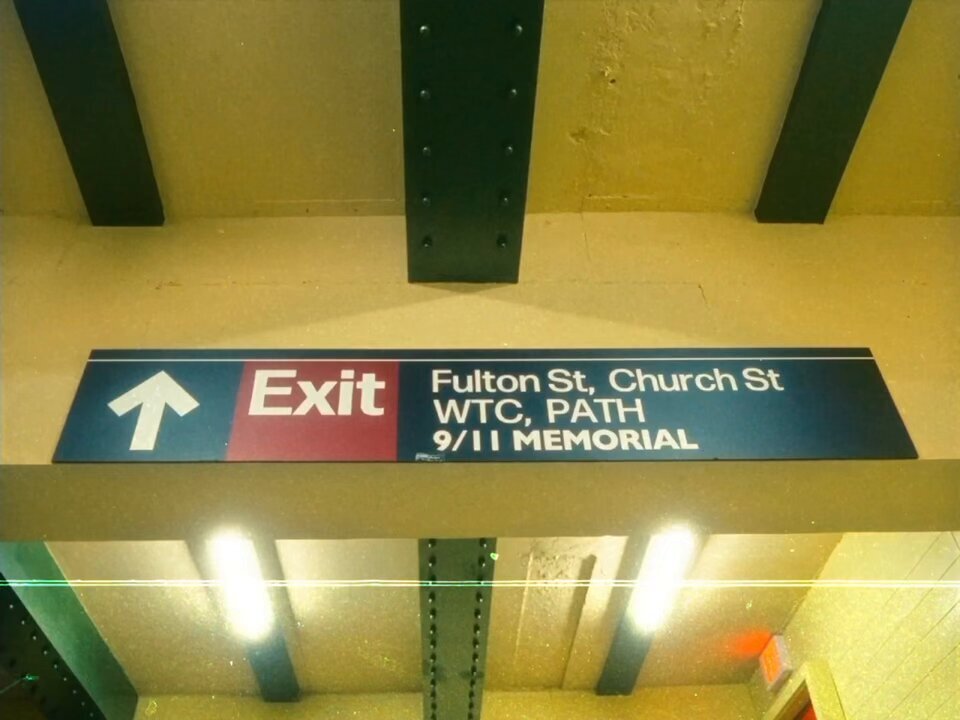 Exit
Fulton St, Church St
WTC, PATH
9/11 MEMORIAL